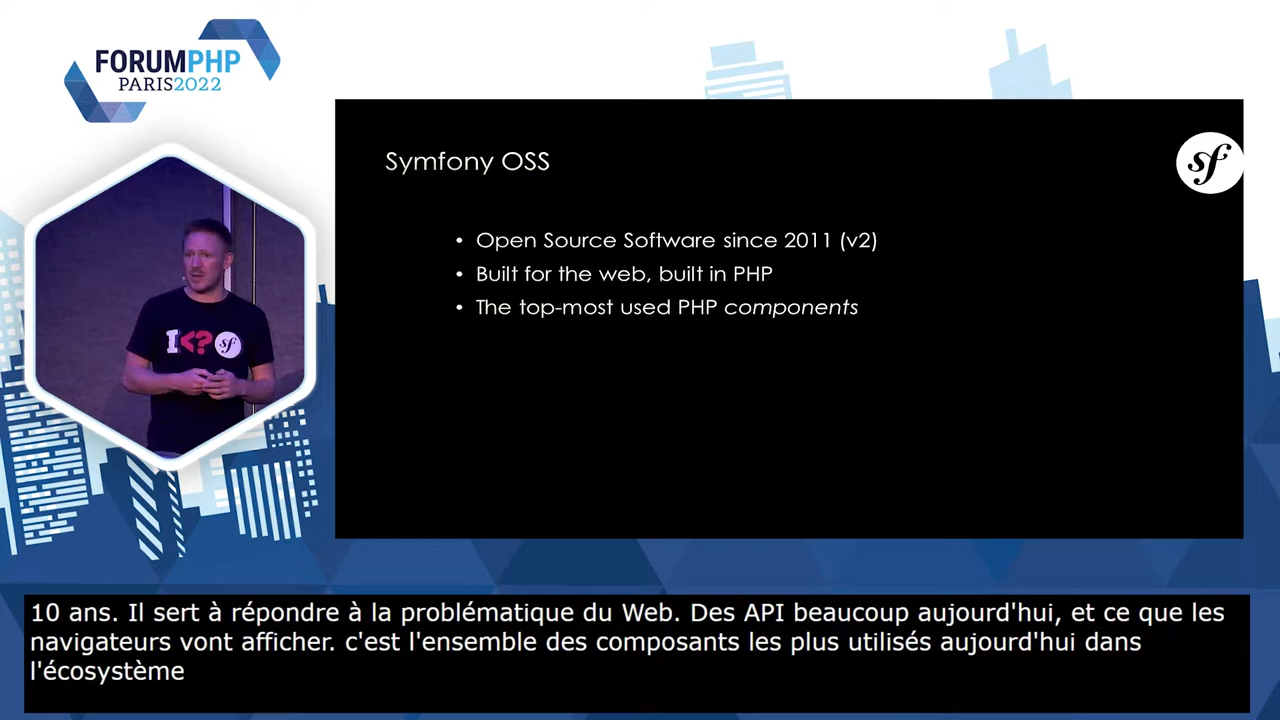 FORUMPHP
PARIS2022
Symfony OSS
sf
• Open Source Software since 2011 (v2)
• Built for the web, built in PHP
• The top-most used PHP components
I<? sf
10 ans. Il sert à répondre à la problématique du Web. Des API beaucoup aujourd'hui, et ce que les
navigateurs vont afficher. c'est l'ensemble des composants les plus utilisés aujourd'hui dans
l'écosystème